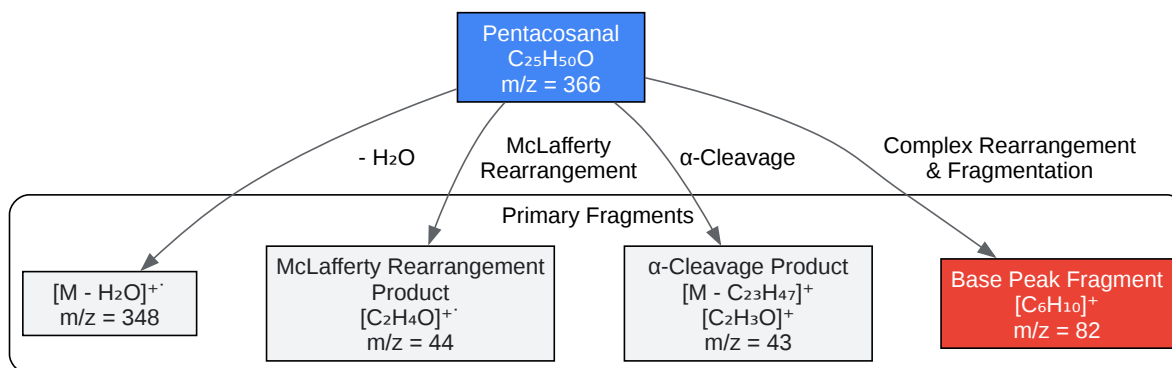 Pentacosanal
C₂₅H₅₀O
m/z = 366
- H₂O
McLafferty
Rearrangement
α-Cleavage
Complex Rearrangement
& Fragmentation
Primary Fragments
[M - H₂O]⁺˙
m/z = 348
McLafferty Rearrangement
Product
[C₂H₄O]⁺˙
m/z = 44
α-Cleavage Product
[M - C₂₃H₄₇]⁺
[C₂H₃O]⁺
m/z = 43
Base Peak Fragment
[C₆H₁₀]⁺
m/z = 82